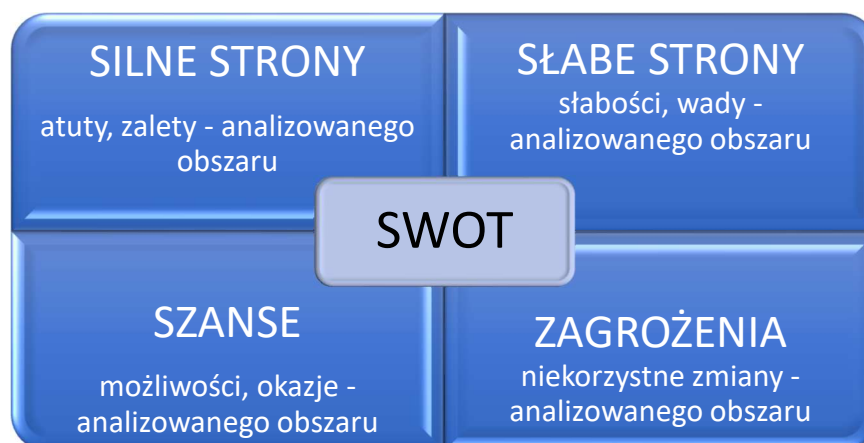 SILNE STRONY
atuty, zalety - analizowanego
obszaru
SŁABE STRONY
słabości, wady -
analizowanego obszaru
SWOT
SZANSE
możliwości, okazje -
analizowanego obszaru
ZAGROŻENIA
niekorzystne zmiany -
analizowanego obszaru